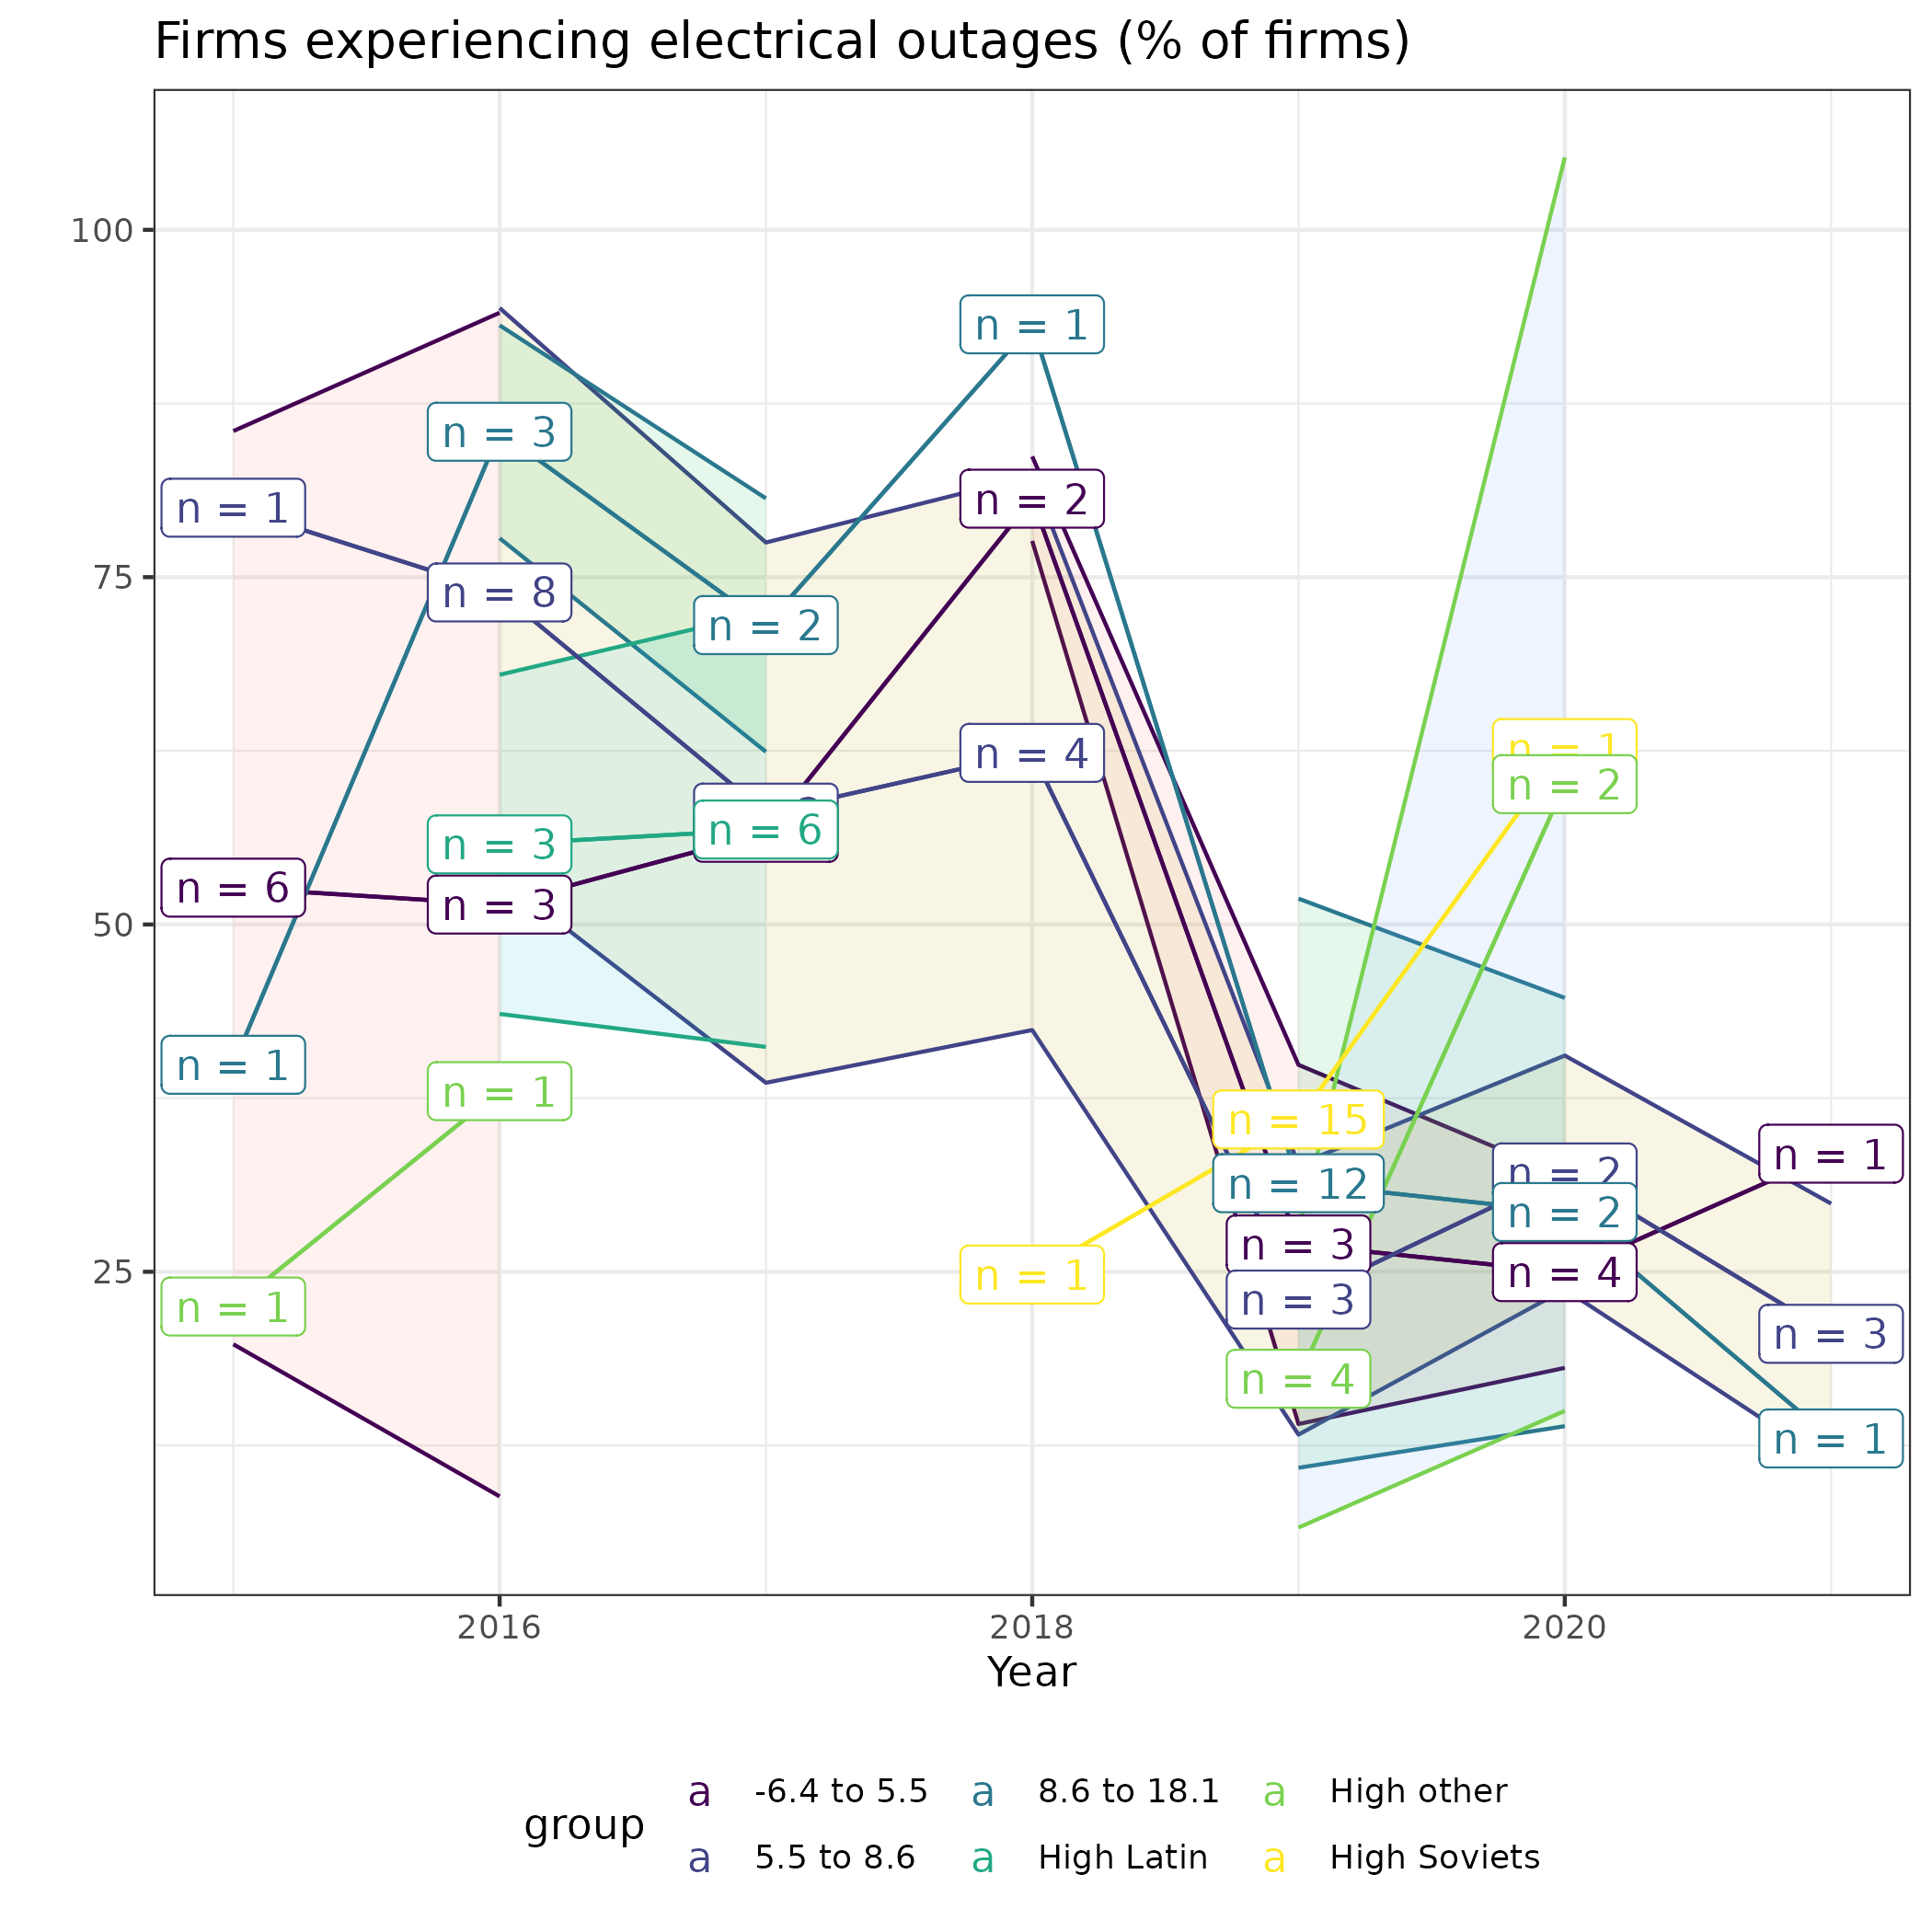 Firms experiencing electrical outages (% of firms)
100
n = 1
n = 3
n = 2
n = 1
75
n = 8
n = 2
n = 4
n = 1
n = 2
n = 6
n = 3
n = 6
n = 3
50
n = 1
n = 1
n = 15
n = 1
n = 12
n = 2
n = 2
n = 3
n = 4
25
n = 1
n = 1
n = 3
n = 3
n = 4
n = 1
2016
2018
2020
Year
group
a -6.4 to 5.5 a 8.6 to 18.1 a High other
a 5.5 to 8.6 a High Latin a High Soviets